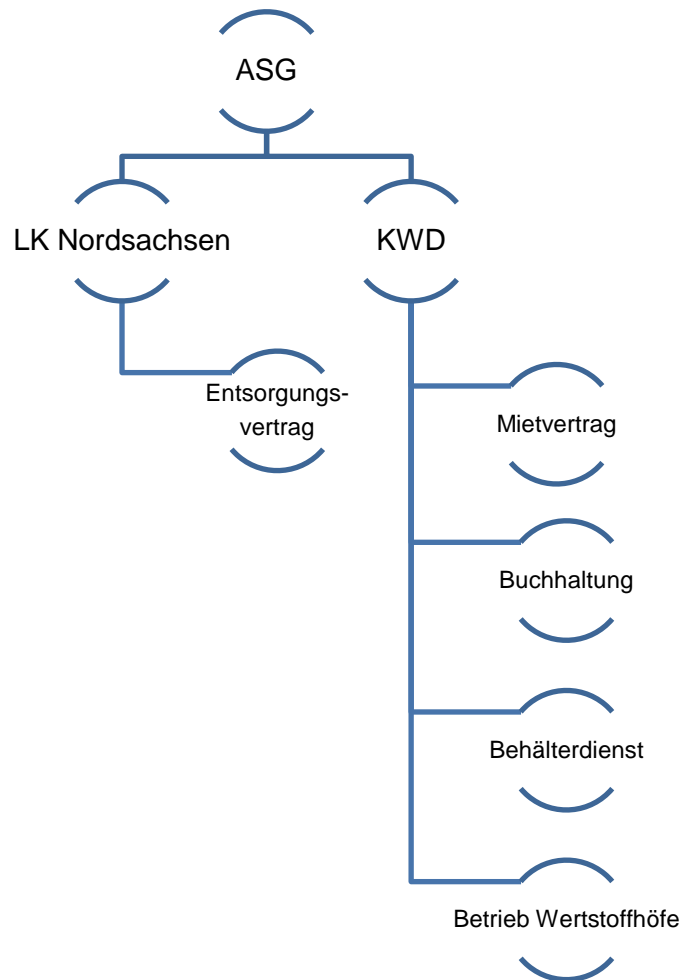 ASG
LK Nordsachsen
KWD
Entsorgungs-
vertrag
Mietvertrag
Buchhaltung
Behälterdienst
Betrieb Wertstoffhöfe